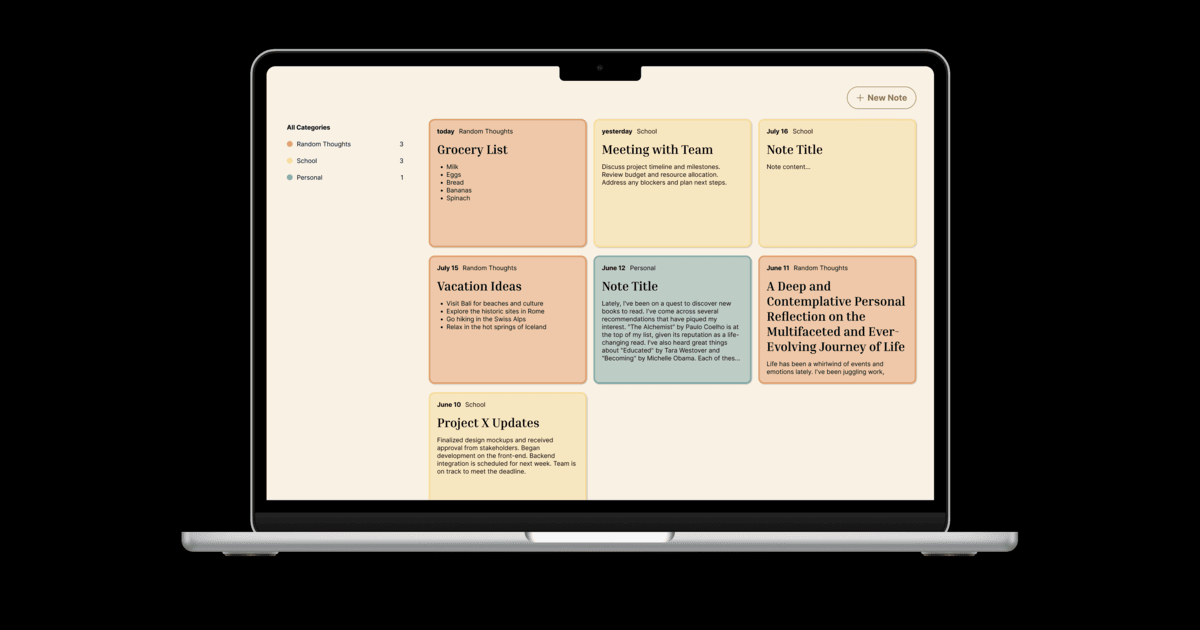 + New Note
All Categories
Random Thoughts 3
School 3
Personal 1
today Random Thoughts
Grocery List
• Milk
• Eggs
• Bread
• Bananas
• Spinach
yesterday School
Meeting with Team
Discuss project timeline and milestones.
Review budget and resource allocation.
Address any blockers and plan next steps.
July 16 School
Note Title
Note content...
July 15 Random Thoughts
Vacation Ideas
• Visit Bali for beaches and culture
• Explore the historic sites in Rome
• Go hiking in the Swiss Alps
• Relax in the hot springs of Iceland
June 12 Personal
Note Title
Lately, I've been on a quest to discover new
books to read. I've come across several
recommendations that have piqued my
interest. "The Alchemist" by Paulo Coelho is at
the top of my list, given its reputation as a life-
changing read. I've also heard great things
about "Educated" by Tara Westover and
"Becoming" by Michelle Obama. Each of thes...
June 11 Random Thoughts
A Deep and
Contemplative Personal
Reflection on the
Multifaceted and Ever-
Evolving Journey of Life
Life has been a whirlwind of events and
emotions lately. I've been juggling work,
June 10 School
Project X Updates
Finalized design mockups and received
approval from stakeholders. Began
development on the front-end. Backend
integration is scheduled for next week. Team is
on track to meet the deadline.